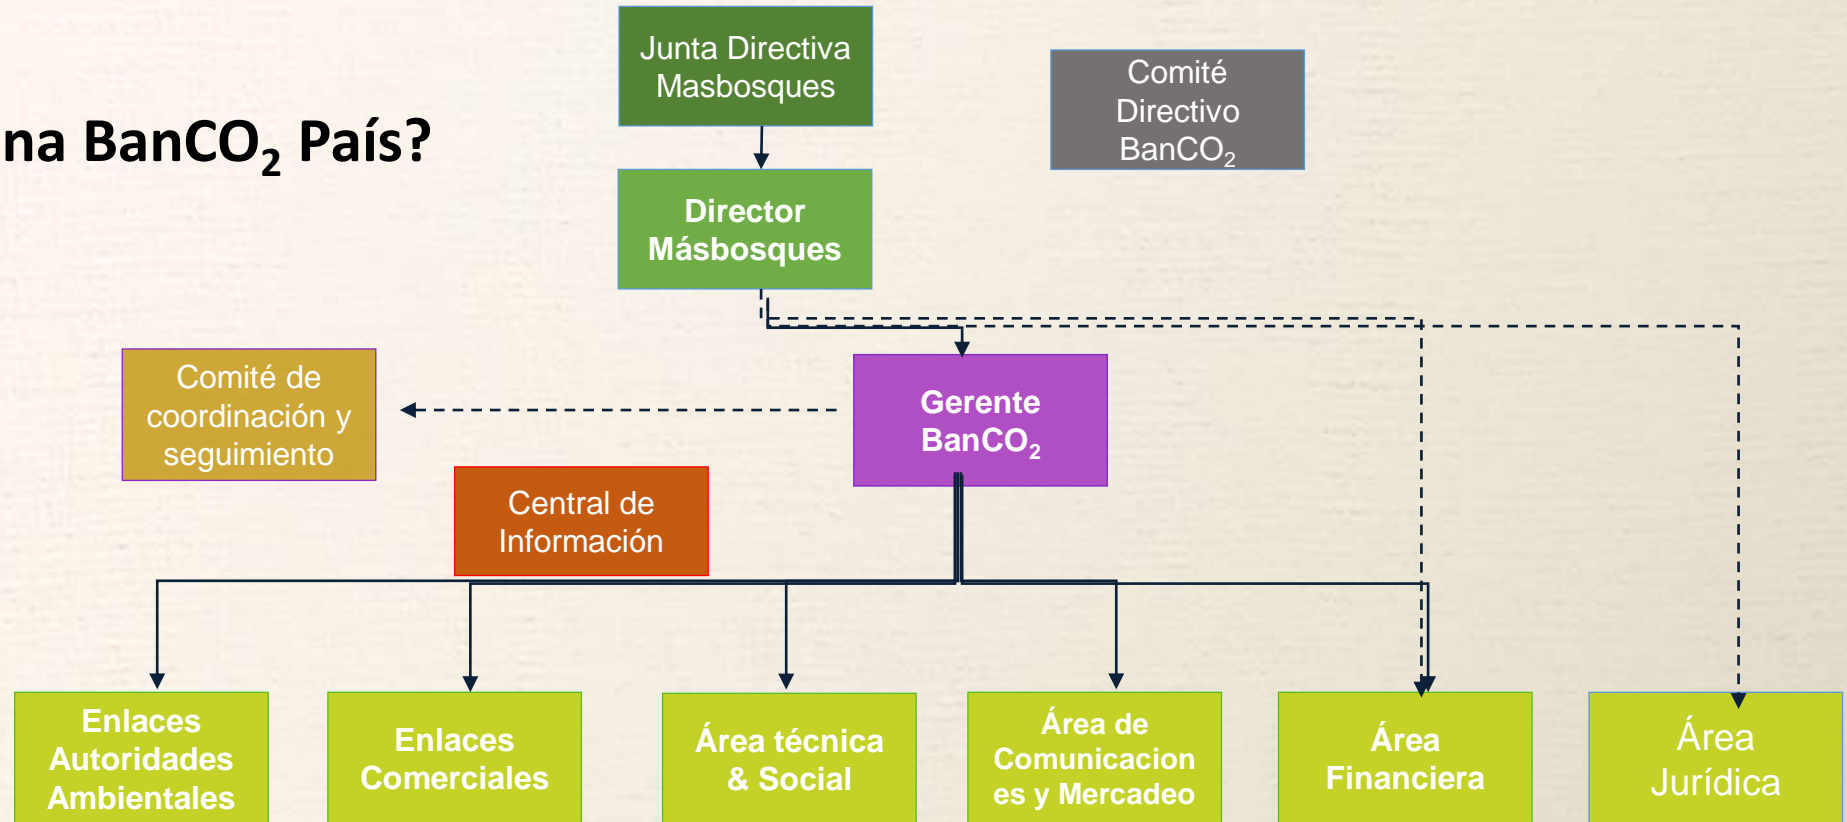 na BanCO₂ País?
Junta Directiva
Masbosques
Comité
Directivo
BanCO₂
Director
Másbosques
Comité de
coordinación y
seguimiento
Gerente
BanCO₂
Central de
Información
Enlaces
Autoridades
Ambientales
Enlaces
Comerciales
Área técnica
& Social
Área de
Comunicacion
es y Mercadeo
Área
Financiera
Área
Jurídica